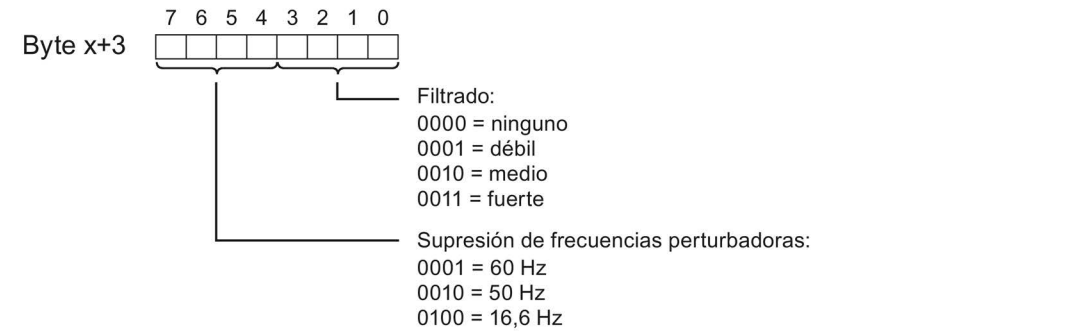 7 6 5 4 3 2 1 0
Byte x+3
Filtrado:
0000 = ninguno
0001 = débil
0010 = medio
0011 = fuerte
Supresión de frecuencias perturbadoras:
0001 = 60 Hz
0010 = 50 Hz
0100 = 16,6 Hz